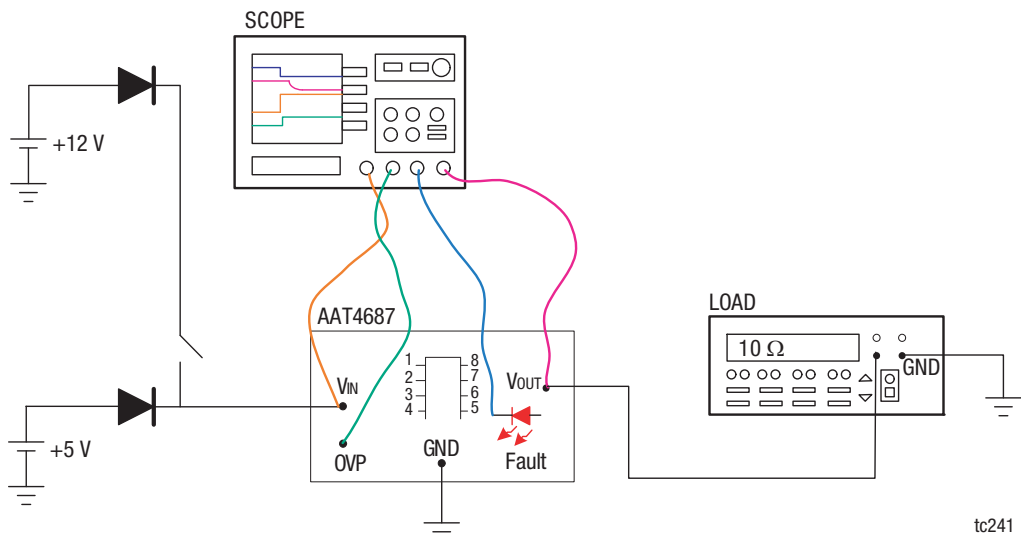 SCOPE
+12 V
AAT4687
LOAD
10 Ω
GND
1 8
2 7
3 6
4 5
VIN
VOUT
+5 V
OVP
GND
Fault
tc241